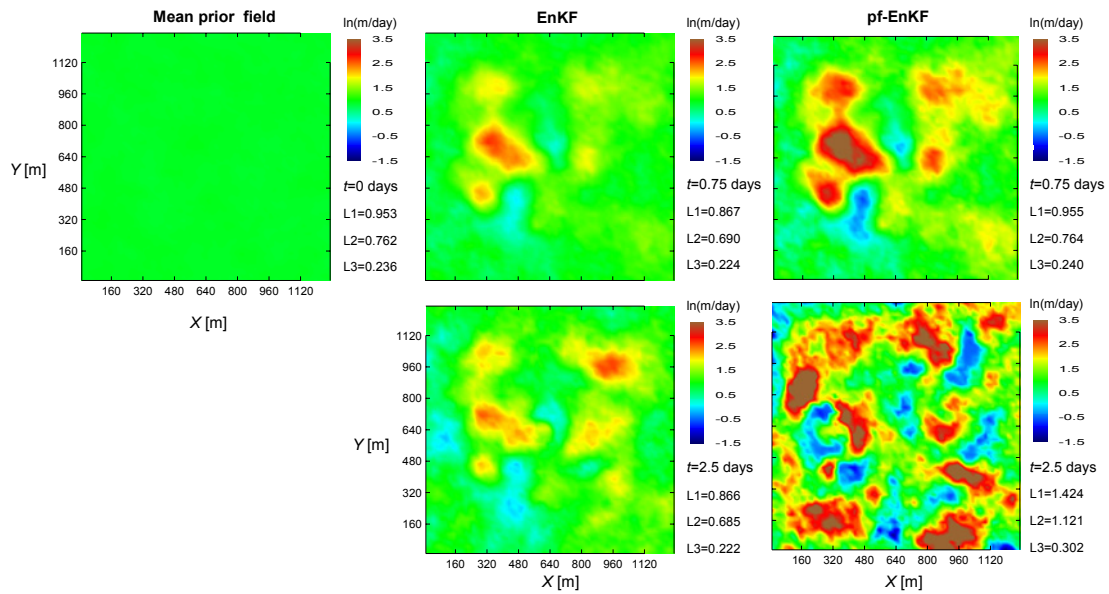 Mean prior field
EnKF
pf-EnKF
ln(m/day)
3.5
2.5
1.5
0.5
-0.5
-1.5
t=0 days
L1=0.953
L2=0.762
L3=0.236
Y [m]
1120
960
800
640
480
320
160
160 320 480 640 800 960 1120
X [m]
ln(m/day)
3.5
2.5
1.5
0.5
-0.5
-1.5
t=0.75 days
L1=0.867
L2=0.690
L3=0.224
ln(m/day)
3.5
2.5
1.5
0.5
-0.5
-1.5
t=0.75 days
L1=0.955
L2=0.764
L3=0.240
Y [m]
1120
960
800
640
480
320
160
160 320 480 640 800 960 1120
X [m]
ln(m/day)
3.5
2.5
1.5
0.5
-0.5
-1.5
t=2.5 days
L1=0.866
L2=0.685
L3=0.222
160 320 480 640 800 960 1120
X [m]
ln(m/day)
3.5
2.5
1.5
0.5
-0.5
-1.5
t=2.5 days
L1=1.424
L2=1.121
L3=0.302